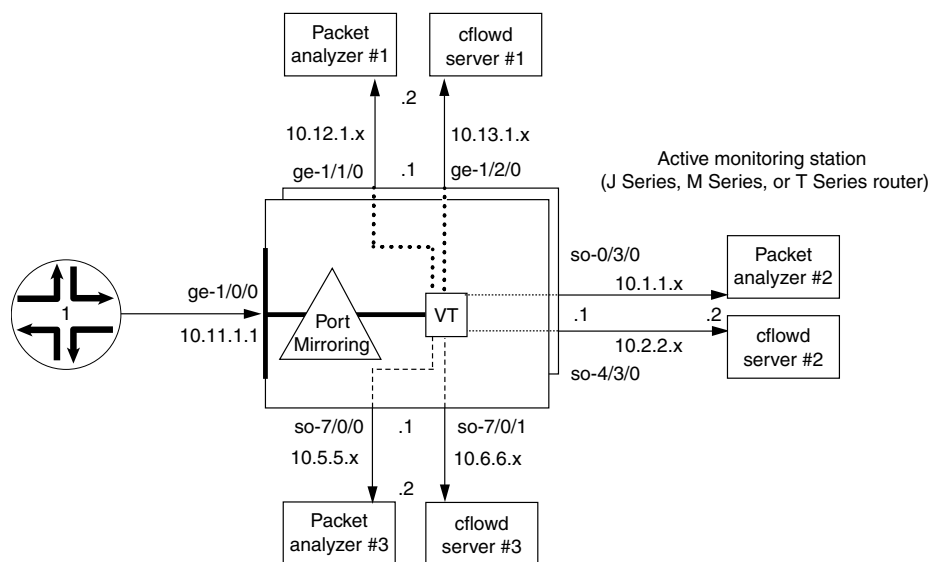 Packet
analyzer #1
cflowd
server #1
.2
10.12.1.x
10.13.1.x
ge-1/1/0
.1
ge-1/2/0
Active monitoring station
(J Series, M Series, or T Series router)
so-0/3/0
10.1.1.x
Packet
analyzer #2
ge-1/0/0
10.11.1.1
1
Port
Mirroring
VT
.1
.2
10.2.2.x
cflowd
server #2
so-4/3/0
so-7/0/0
.1
so-7/0/1
10.5.5.x
10.6.6.x
.2
Packet
analyzer #3
cflowd
server #3